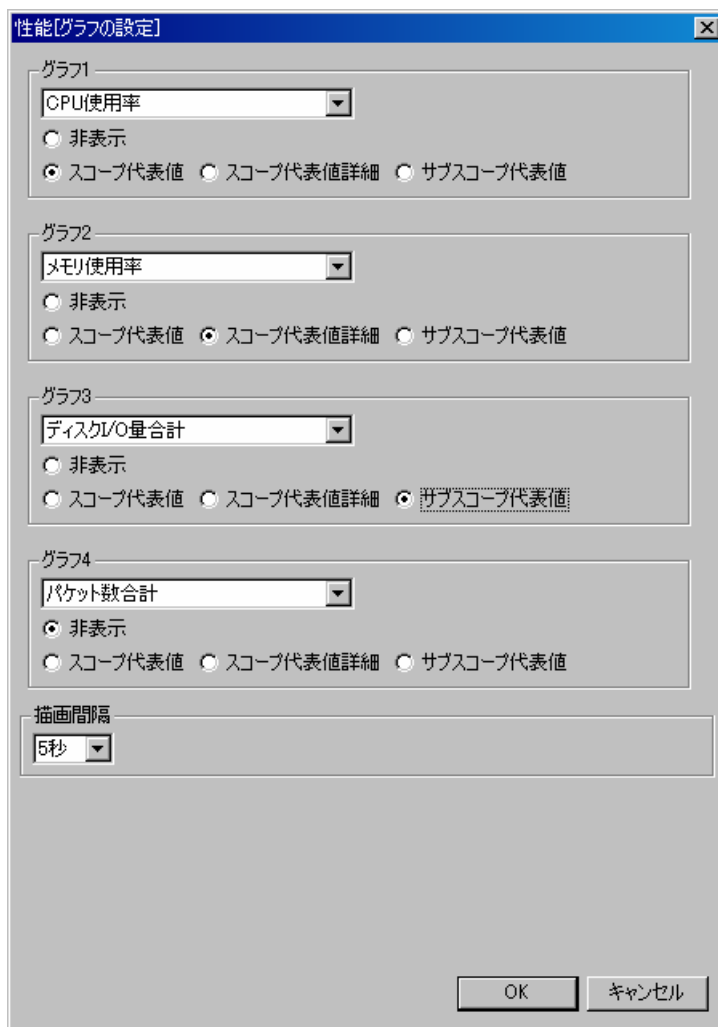 性能[グラフの設定]
グラフ1
CPU使用率
非表示
スコープ代表値 スコープ代表値詳細 サブスコープ代表値
グラフ2
メモリ使用率
非表示
スコープ代表値 スコープ代表値詳細 サブスコープ代表値
グラフ3
ディスクI/O量合計
非表示
スコープ代表値 スコープ代表値詳細 サブスコープ代表値
グラフ4
パケット数合計
非表示
スコープ代表値 スコープ代表値詳細 サブスコープ代表値
描画間隔
5秒
OK キャンセル